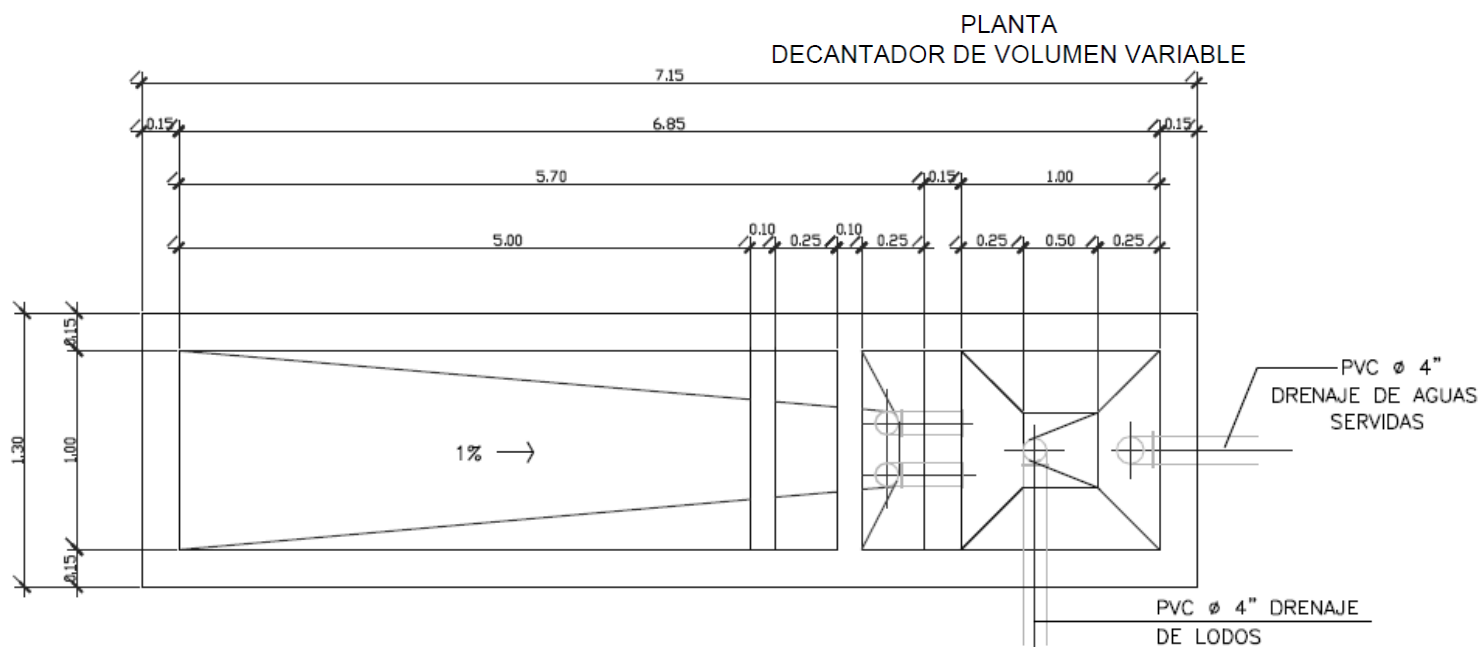 PLANTA
DECANTADOR DE VOLUMEN VARIABLE
7.15
0.15 6.85 0.15
5.70 0.15 1.00
5.00 0.10 0.25 0.10 0.25 0.25 0.50 0.25
0.15
1.30 1.00
0.15
1%
PVC ø 4”
DRENAJE DE AGUAS
SERVIDAS
PVC ø 4” DRENAJE
DE LODOS